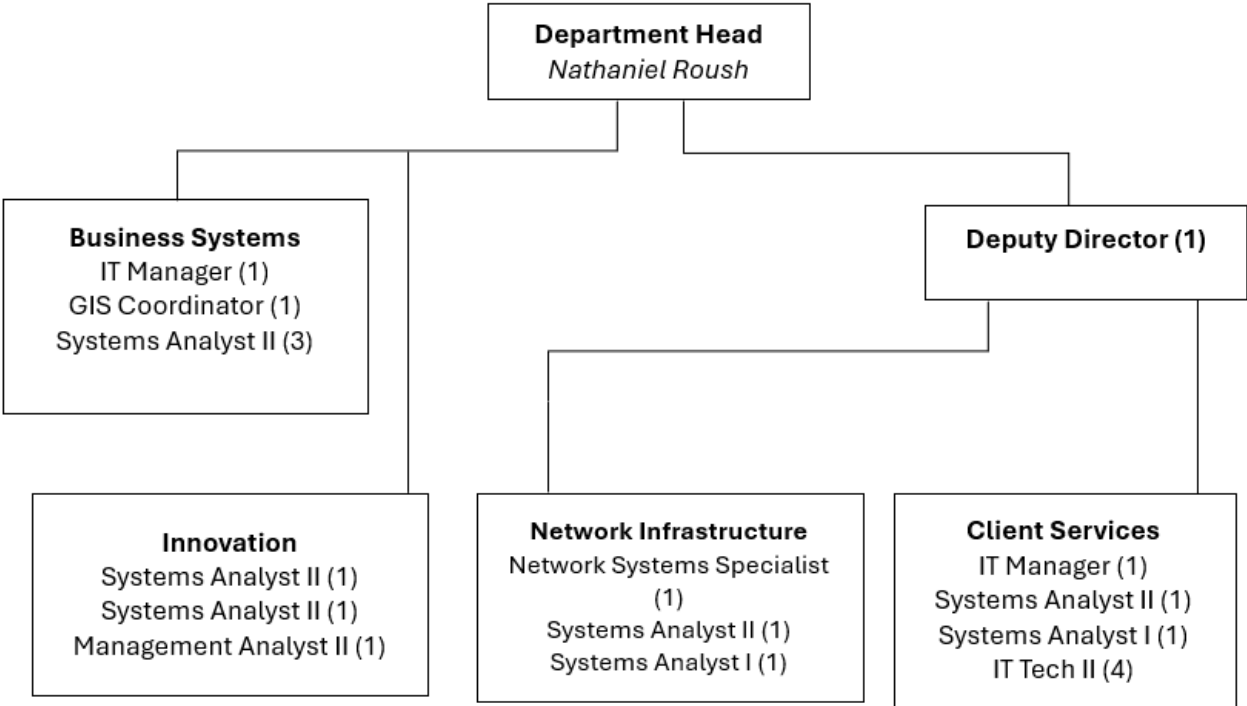 Department Head
Nathaniel Roush
Business Systems
IT Manager (1)
GIS Coordinator (1)
Systems Analyst II (3)
Deputy Director (1)
Innovation
Systems Analyst II (1)
Systems Analyst II (1)
Management Analyst II (1)
Network Infrastructure
Network Systems Specialist
(1)
Systems Analyst II (1)
Systems Analyst I (1)
Client Services
IT Manager (1)
Systems Analyst II (1)
Systems Analyst I (1)
IT Tech II (4)